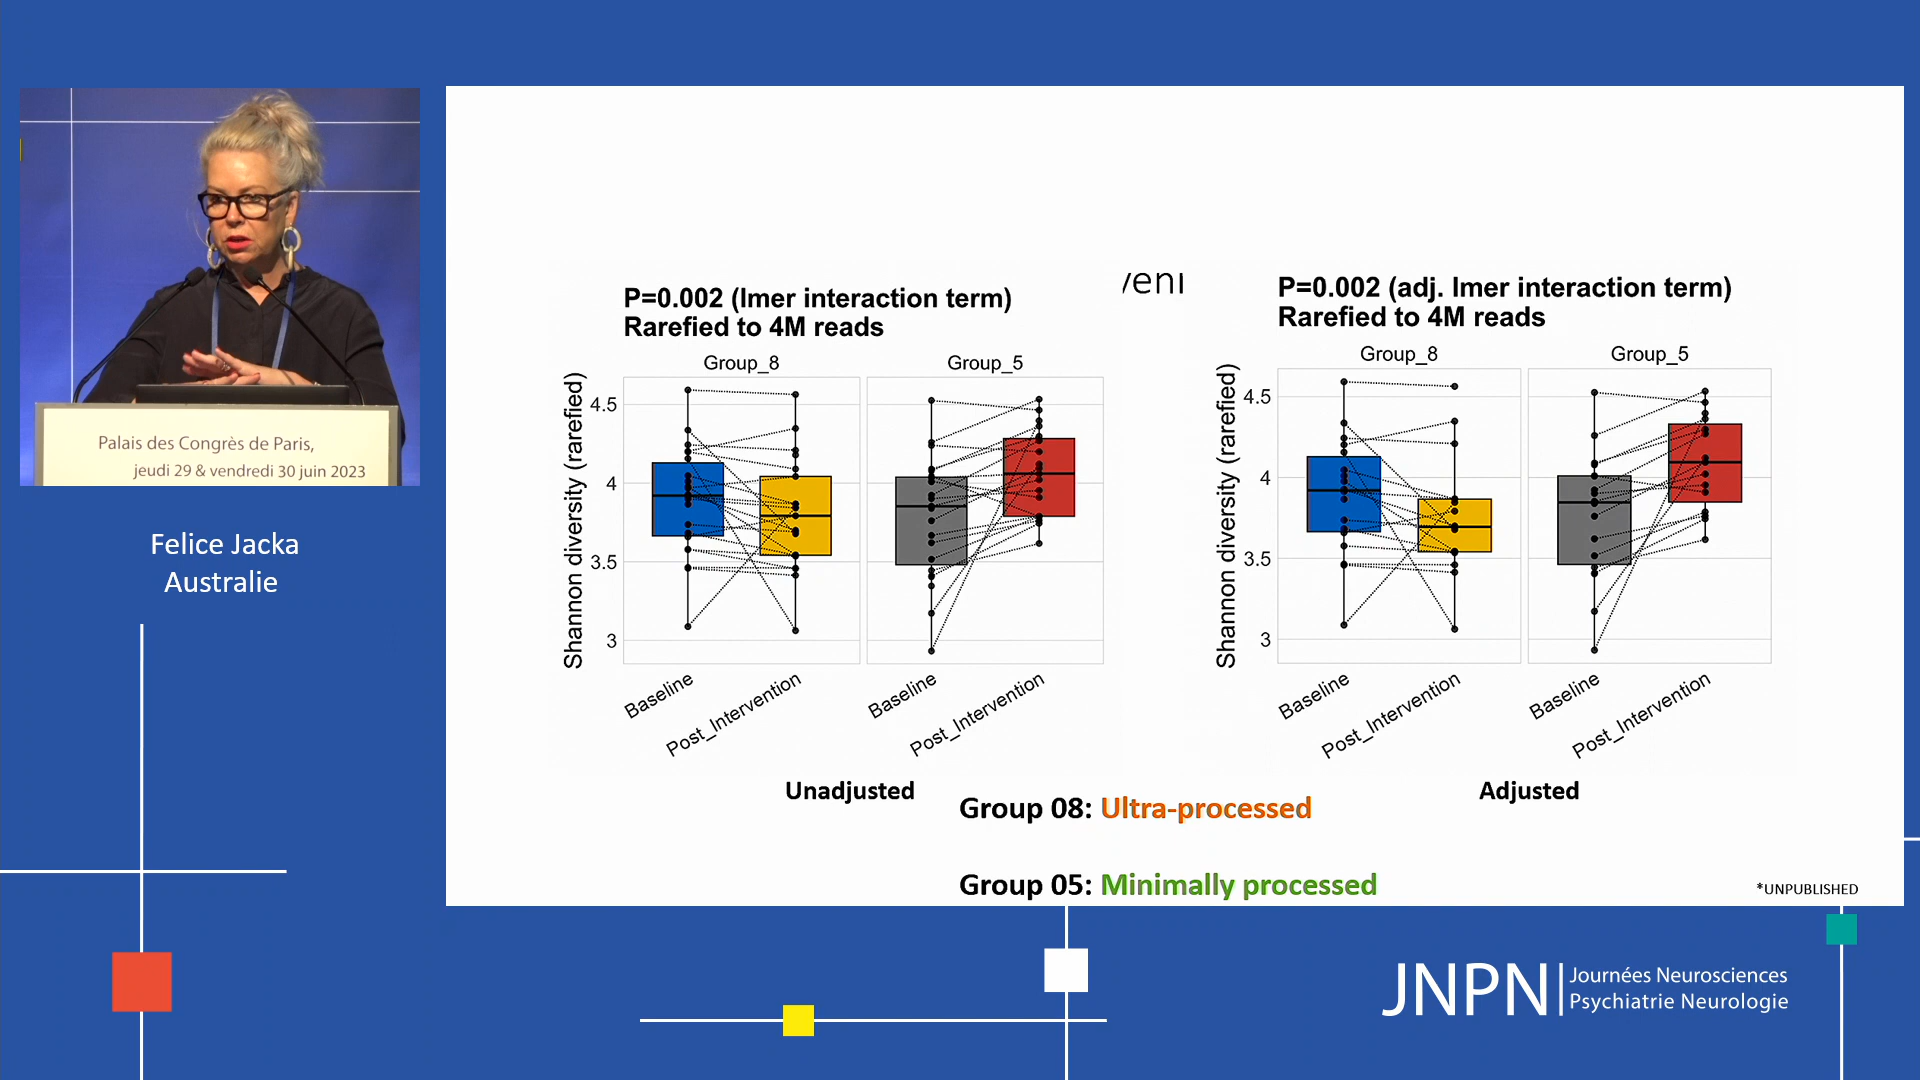 Palais des Congrès de Paris,
jeudi 29 & vendredi 30 juin 2023
Felice Jacka
Australie
P=0.002 (lmer interaction term)
Rarefied to 4M reads
Group_8
Group_5
Shannon diversity (rarefied)
4.5
4
3.5
3
Baseline
Post_Intervention
Baseline
Post_Intervention
Unadjusted
P=0.002 (adj. lmer interaction term)
Rarefied to 4M reads
Group_8
Group_5
Shannon diversity (rarefied)
4.5
4
3.5
3
Baseline
Post_Intervention
Baseline
Post_Intervention
Adjusted
Group 08: Ultra-processed
Group 05: Minimally processed
*UNPUBLISHED
JNPN
Journées Neurosciences
Psychiatrie Neurologie